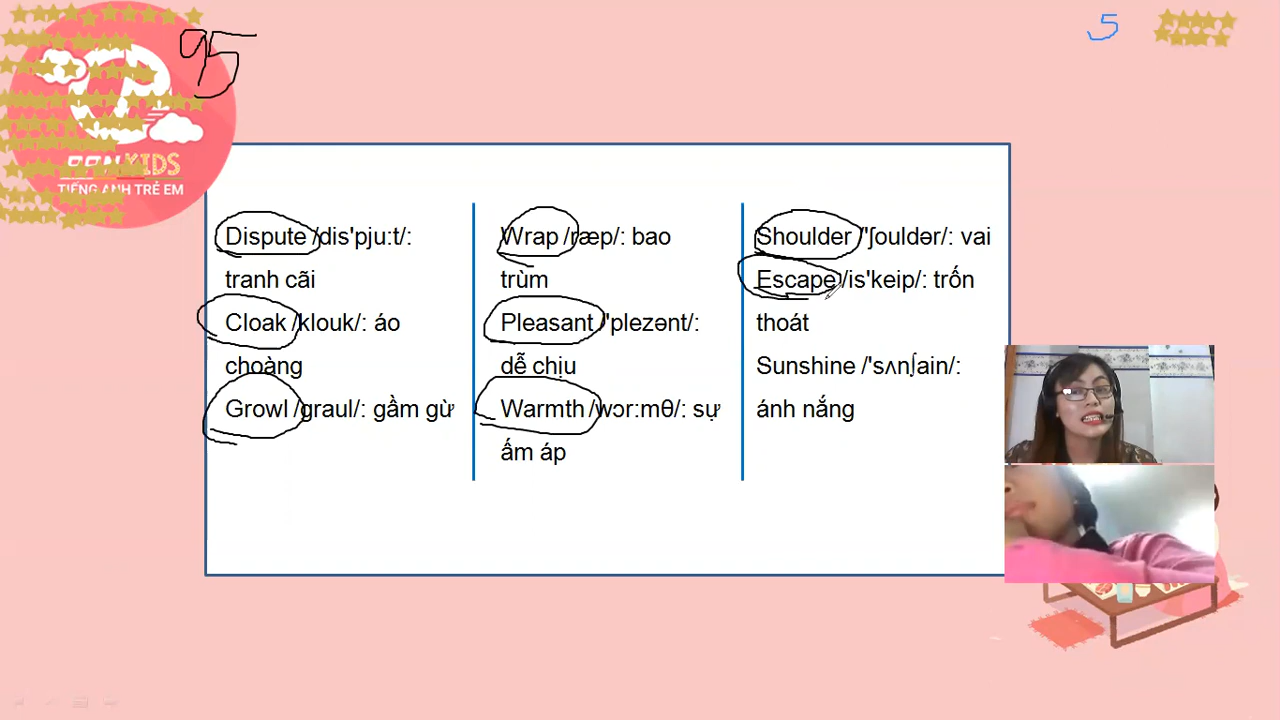 95
5
KIDS
TIẾNG ANH TRẺ EM
Dispute /dis'pju:t/:
tranh cãi
Cloak /klouk/: áo
choàng
Growl /graul/: gầm gừ
Wrap /ræp/: bao
trùm
Pleasant /'plezənt/:
dễ chịu
Warmth /wɔr:mθ/: sự
ấm áp
Shoulder /'ʃouldər/: vai
Escape /is'keip/: trốn
thoát
Sunshine /'sʌnʃain/:
ánh nắng